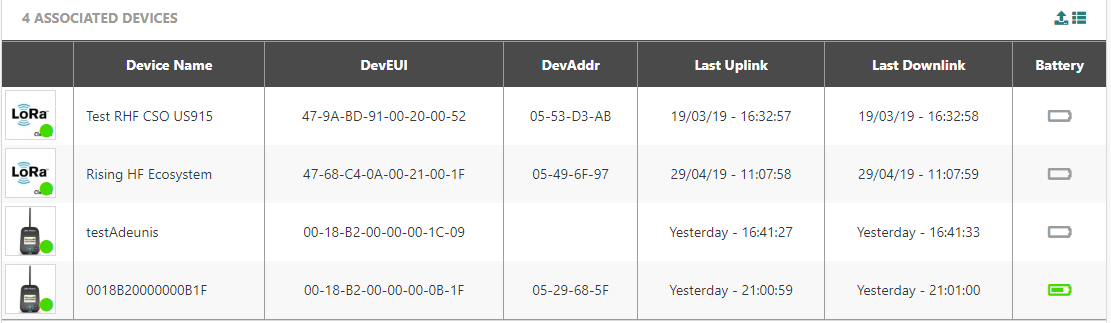 4 ASSOCIATED DEVICES
Device Name DevEUI DevAddr Last Uplink Last Downlink Battery
LoRa Test RHF CSO US915 47-9A-BD-91-00-20-00-52 05-53-D3-AB 19/03/19 - 16:32:57 19/03/19 - 16:32:58
LoRa Rising HF Ecosystem 47-68-C4-0A-00-21-00-1F 05-49-6F-97 29/04/19 - 11:07:58 29/04/19 - 11:07:59
testAdeunis 00-18-B2-00-00-00-1C-09 Yesterday - 16:41:27 Yesterday - 16:41:33
0018B20000000B1F 00-18-B2-00-00-00-0B-1F 05-29-68-5F Yesterday - 21:00:59 Yesterday - 21:01:00